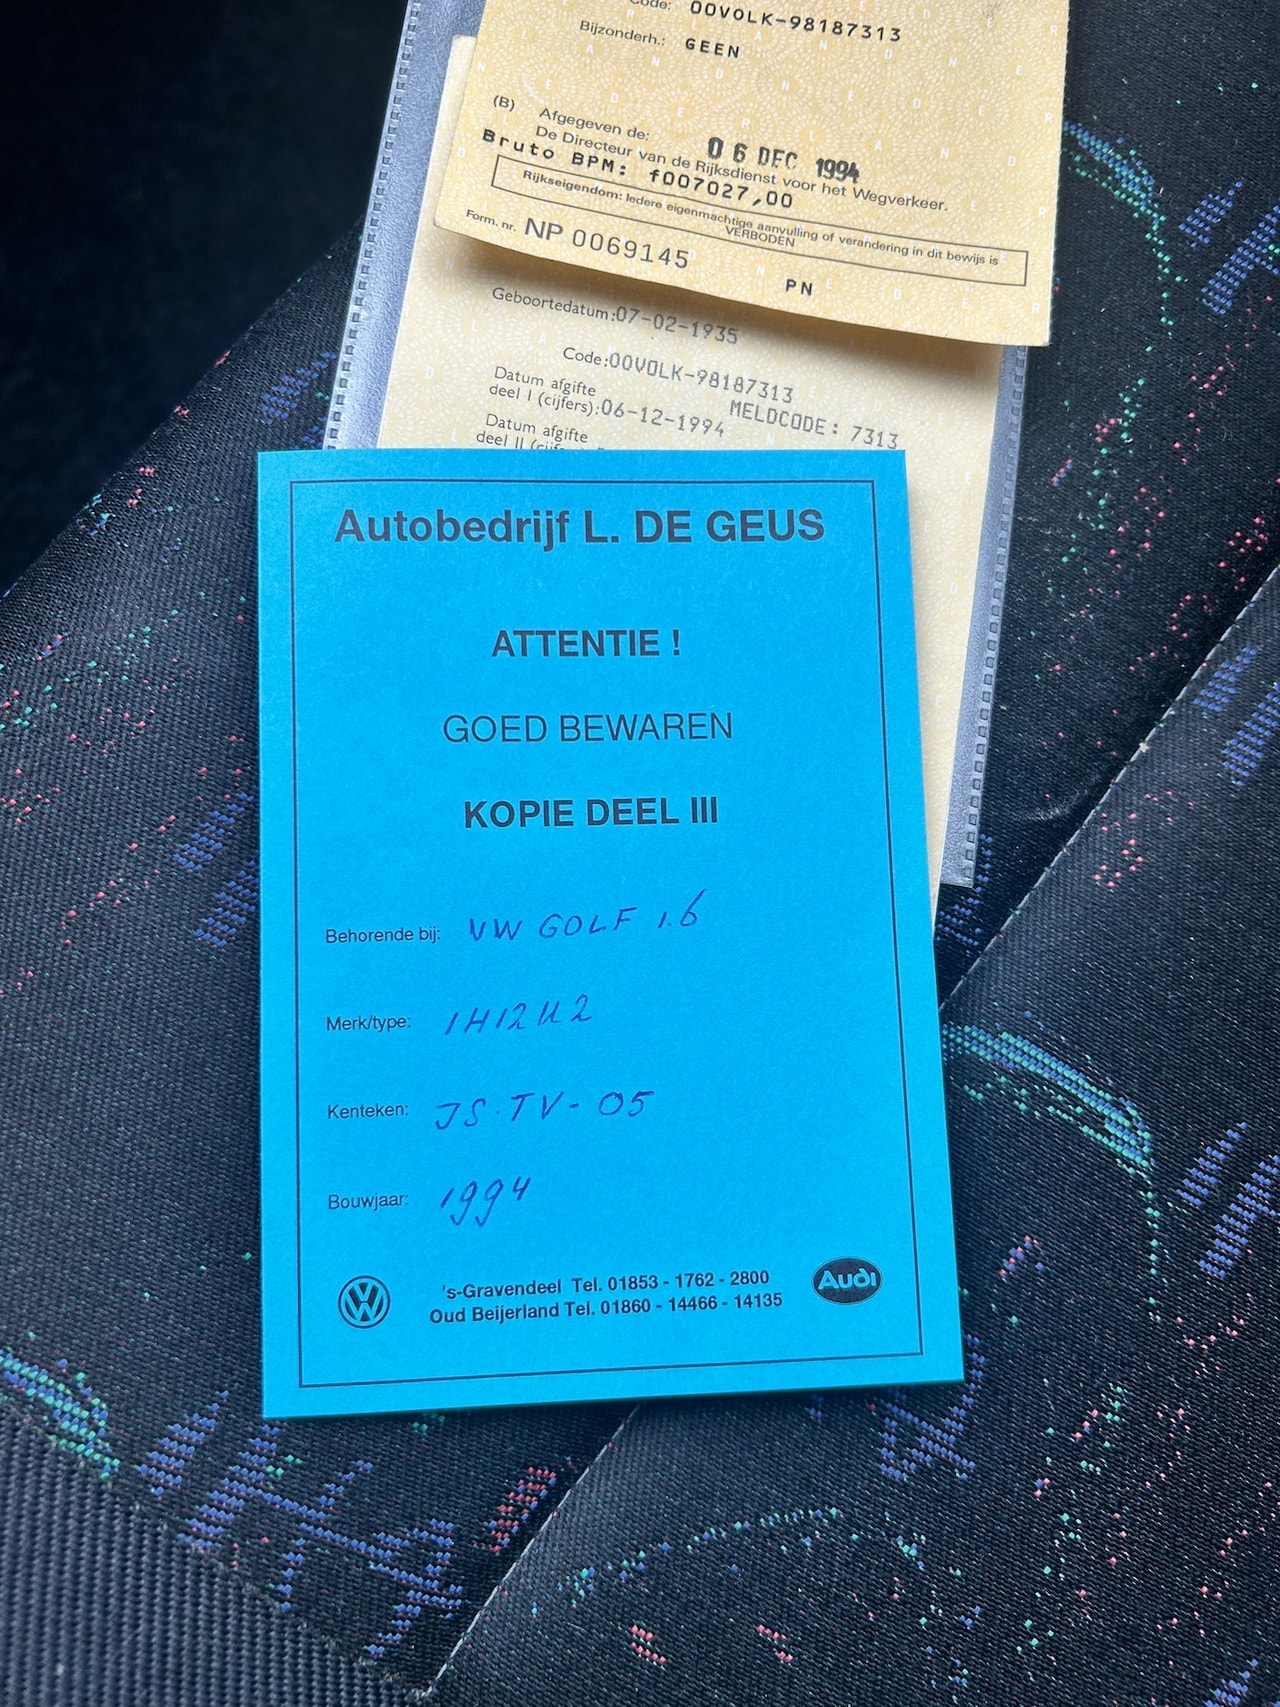 Code: 00VOLK-98187313
Bijzonderh.: GEEN
(B) Afgegeven de: 06 DEC 1994
De Directeur van de Rijksdienst voor het Wegverkeer.
Bruto BPM: f007027,00
Rijkseigendom: Iedere eigenmachtige aanvulling of verandering in dit bewijs is
VERBODEN
Form. nr. NP 0069145
PN
Geboortedatum:07-02-1935
Code:00VOLK-98187313
MELDCODE: 7313
Datum afgifte
deel I (cijfers):06-12-1994
Datum afgifte
deel II
Autobedrijf L. DE GEUS
ATTENTIE !
GOED BEWAREN
KOPIE DEEL III
Behorende bij: VW GOLF 1.6
Merk/type: 1H12U2
Kenteken: JS-TV-05
Bouwjaar: 1994
's-Gravendeel Tel. 01853 - 1762 - 2800
Oud Beijerland Tel. 01860 - 14466 - 14135
Audi